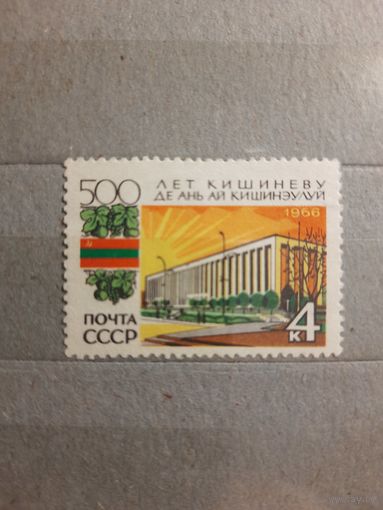 500 ЛЕТ КИШИНЕВУ
ДЕ АНЬ АЙ КИШИНЭУЛУЙ
1966
ПОЧТА
СССР
4
К